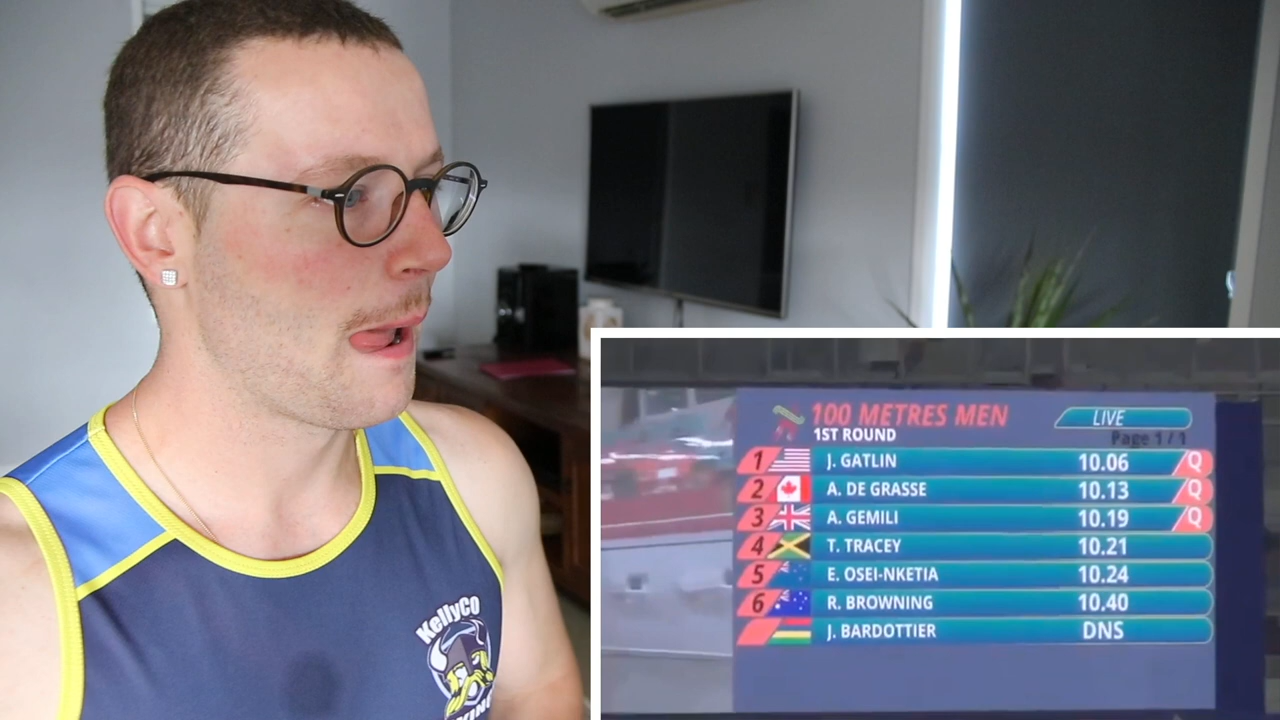 KellyCo
100 METRES MEN
LIVE
1ST ROUND
Page 1 / 1
1 J. GATLIN 10.06 Q
2 A. DE GRASSE 10.13 Q
3 A. GEMILI 10.19 Q
4 T. TRACEY 10.21
5 E. OSEI-NKETIA 10.24
6 R. BROWNING 10.40
J. BARDOTTIER DNS